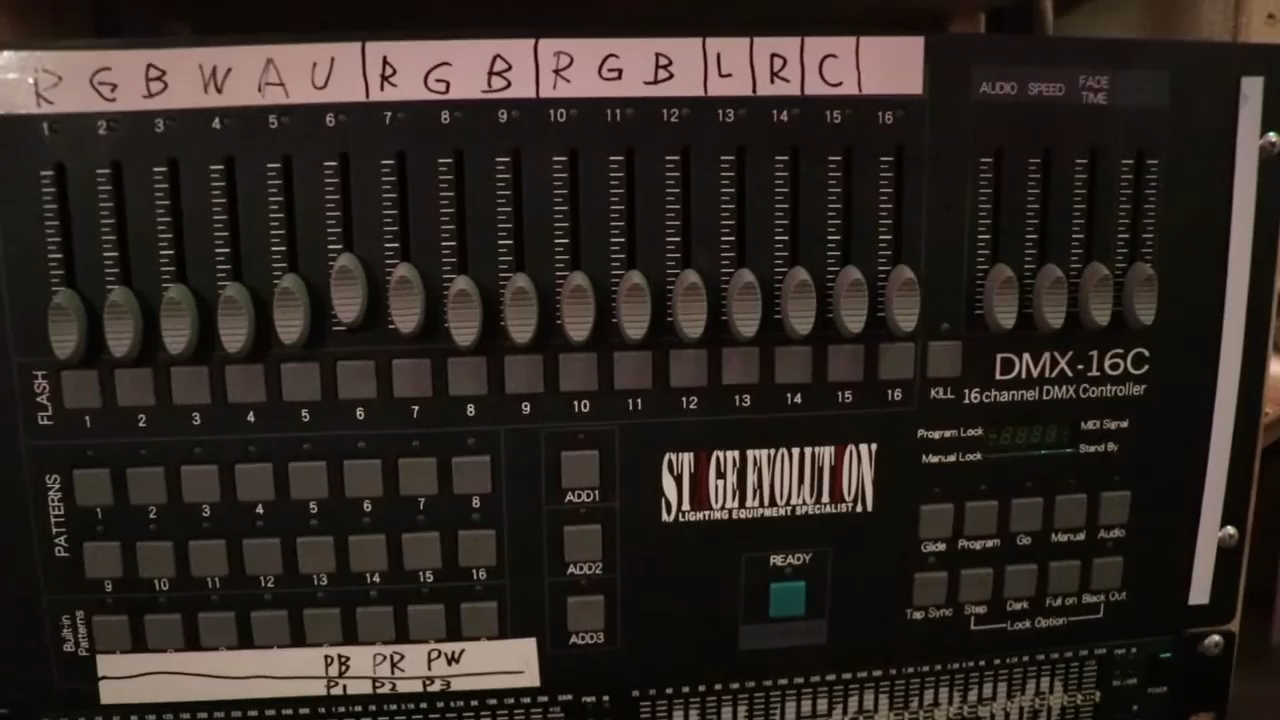 R G B W A U R G B R G B L R C
1 2 3 4 5 6 7 8 9 10 11 12 13 14 15 16
AUDIO SPEED FADE TIME
FLASH
1 2 3 4 5 6 7 8 9 10 11 12 13 14 15 16
KILL
DMX-16C
16 channel DMX Controller
PATTERNS
1 2 3 4 5 6 7 8
9 10 11 12 13 14 15 16
Built-in Patterns
ADD1
ADD2
ADD3
STAGE EVOLUTION
LIGHTING EQUIPMENT SPECIALIST
READY
Program Lock MIDI Signal
Manual Lock Stand By
Glide Program Go Manual Audio
Tap Sync Step Dark Full on Black Out
Lock Option
PB PR PW
P1 P2 P3